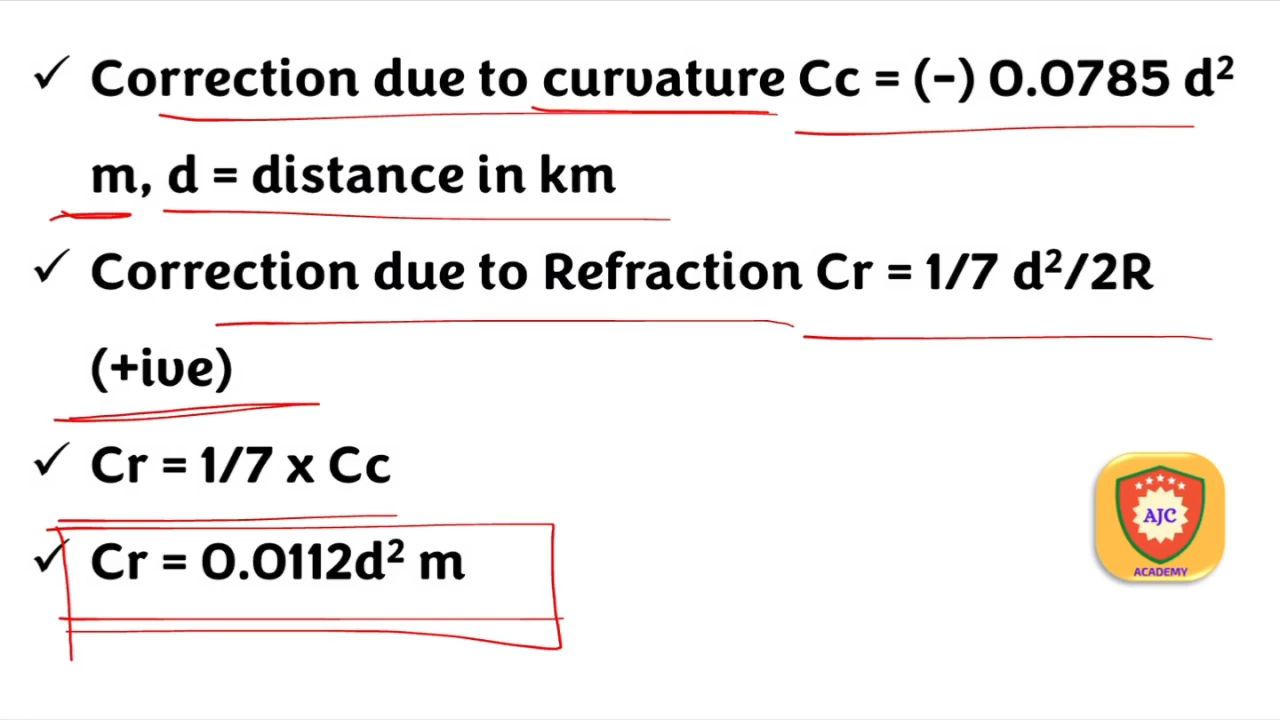 ✓ Correction due to curvature Cc = (-) 0.0785 d²
m, d = distance in km
✓ Correction due to Refraction Cr = 1/7 d²/2R
(+ive)
✓ Cr = 1/7 x Cc
✓ Cr = 0.0112d² m
AJC
ACADEMY